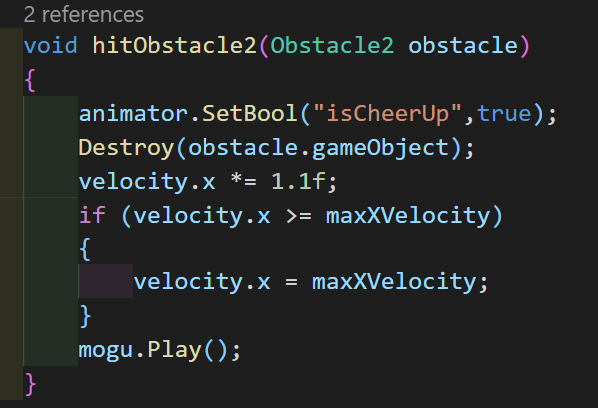 2 references
void hitObstacle2(Obstacle2 obstacle)
{
animator.SetBool("isCheerUp",true);
Destroy(obstacle.gameObject);
velocity.x *= 1.1f;
if (velocity.x >= maxXVelocity)
{
velocity.x = maxXVelocity;
}
mogu.Play();
}